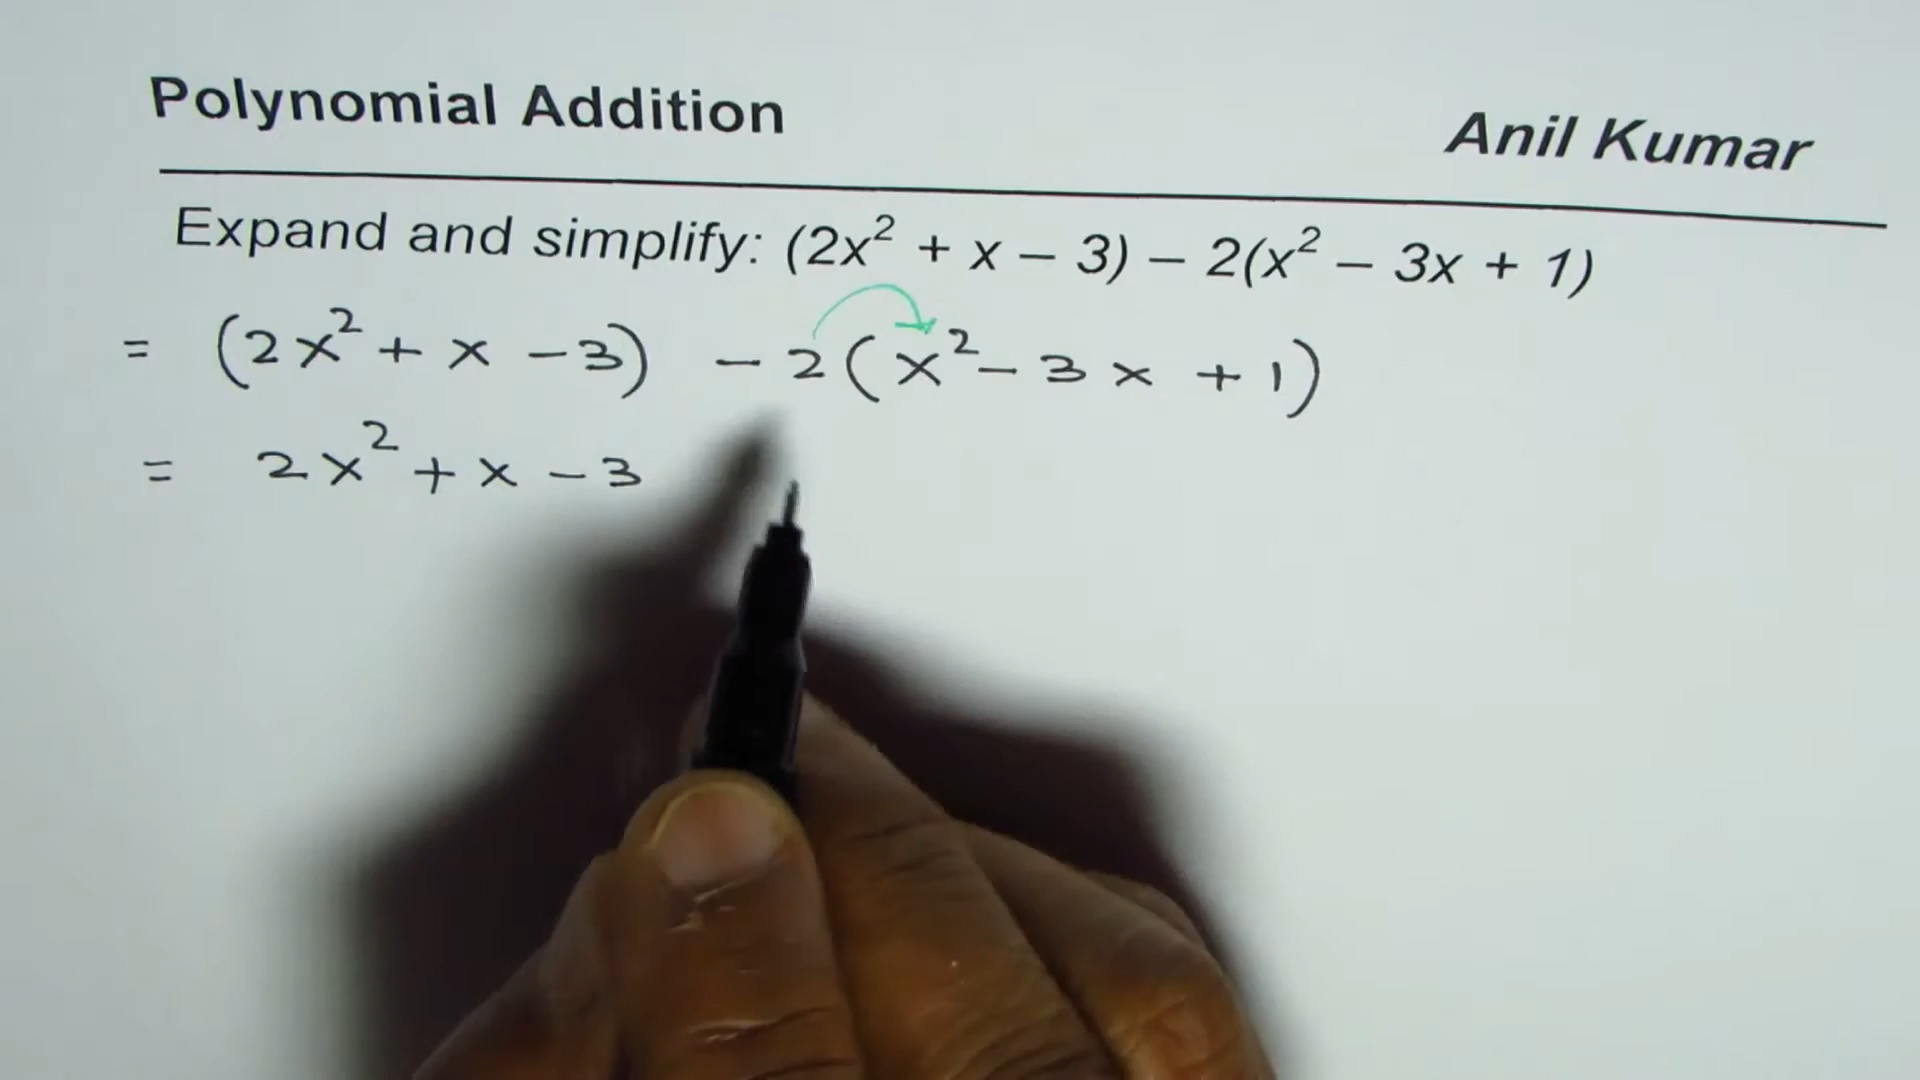 Polynomial Addition
Anil Kumar
Expand and simplify: (2x² + x – 3) – 2(x² – 3x + 1)
= (2x² + x - 3) - 2(x² - 3x + 1)
= 2x² + x - 3